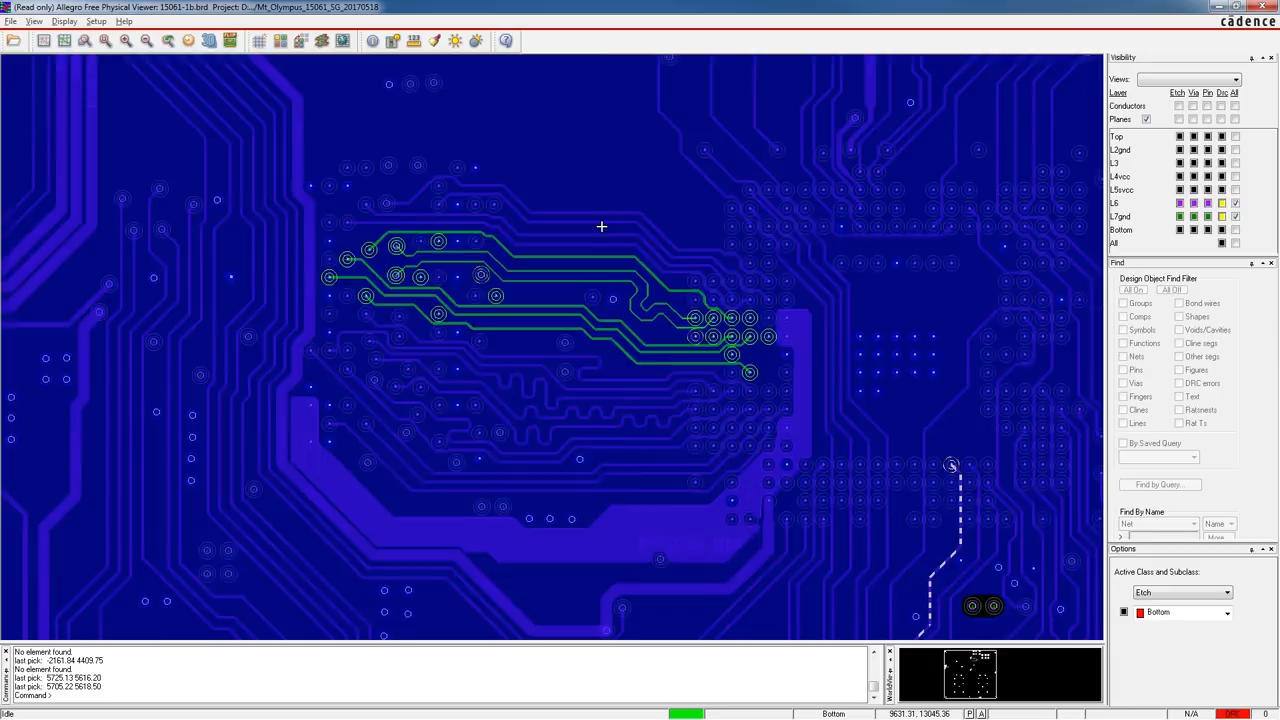 (Read only) Allegro Free Physical Viewer: 15061-1b.brd Project: D:.../Mt_Olympus_15061_SG_20170518
File View Display Setup Help
cādence
Visibility
Views:
Layer Etch Via Pin Drc All
Conductors
Planes
Top
L2gnd
L3
L4vcc
L5svcc
L6
L7gnd
Bottom
All
Find
Design Object Find Filter
All On All Off
Groups Bond wires
Comps Shapes
Symbols Voids/Cavities
Functions Cline segs
Nets Other segs
Pins Figures
Vias DRC errors
Fingers Text
Clines Ratsnests
Lines Rat Ts
By Saved Query
Find by Query...
Find By Name
Net Name
> More...
Options
Active Class and Subclass:
Etch
Bottom
No element found.
last pick: -2161.84 4409.75
No element found.
last pick: 5725.13 5616.20
last pick: 5705.22 5618.50
Command >
WorldView
Idle Bottom 9631.31, 13045.36 P A N/A DRC 0